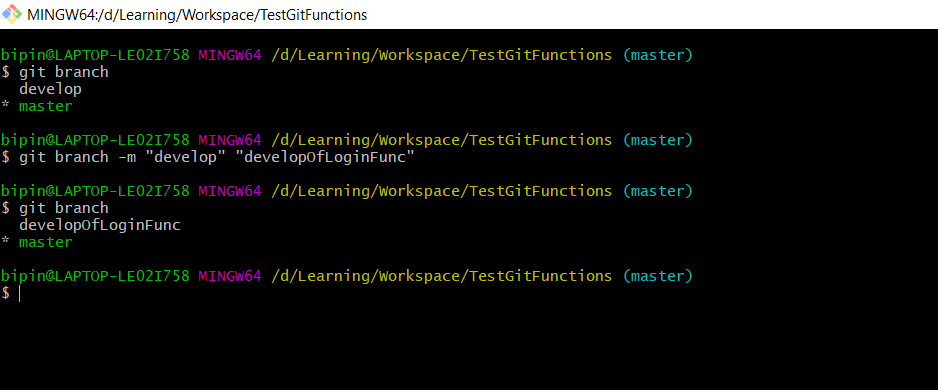 MINGW64:/d/Learning/Workspace/TestGitFunctions
bipin@LAPTOP-LE02I758 MINGW64 /d/Learning/Workspace/TestGitFunctions (master)
$ git branch
  develop
* master
bipin@LAPTOP-LE02I758 MINGW64 /d/Learning/Workspace/TestGitFunctions (master)
$ git branch -m "develop" "developOfLoginFunc"
bipin@LAPTOP-LE02I758 MINGW64 /d/Learning/Workspace/TestGitFunctions (master)
$ git branch
  developOfLoginFunc
* master
bipin@LAPTOP-LE02I758 MINGW64 /d/Learning/Workspace/TestGitFunctions (master)
$